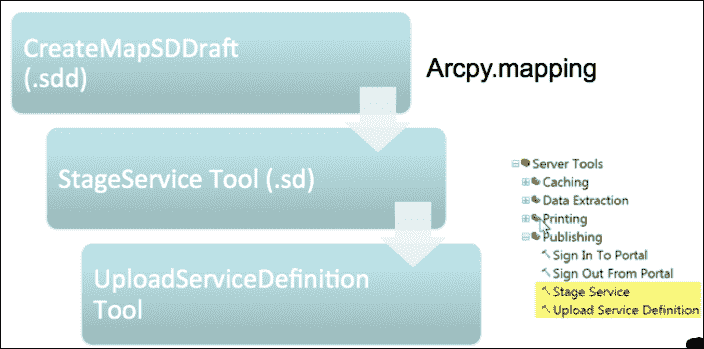 CreateMapSDDraft
(.sdd)
Arcpy.mapping
StageService Tool (.sd)
UploadServiceDefinition
Tool
Server Tools
Caching
Data Extraction
Printing
Publishing
Sign In To Portal
Sign Out From Portal
Stage Service
Upload Service Definition